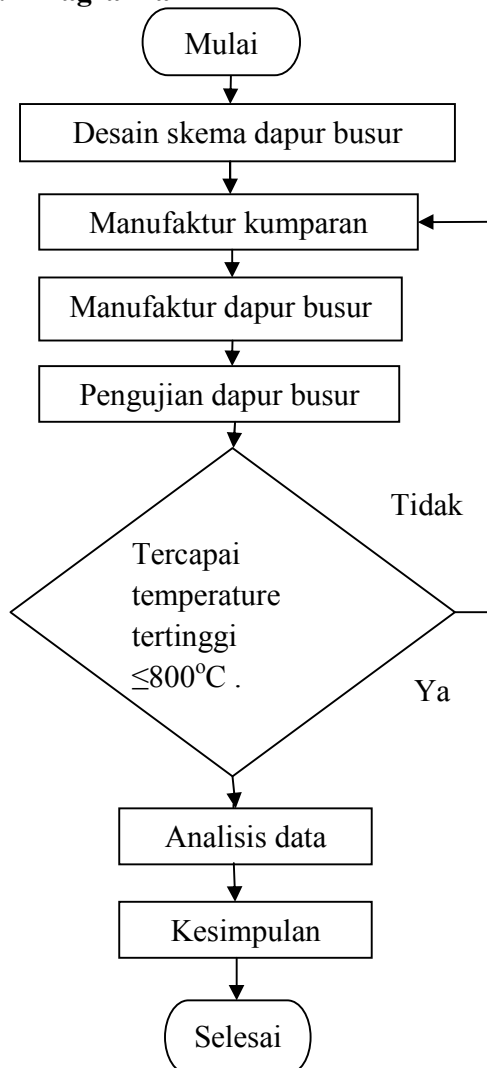 Mulai
Desain skema dapur busur
Manufaktur kumparan
Manufaktur dapur busur
Pengujian dapur busur
Tidak
Tercapai
temperature
tertinggi
≤800°C .
Ya
Analisis data
Kesimpulan
Selesai